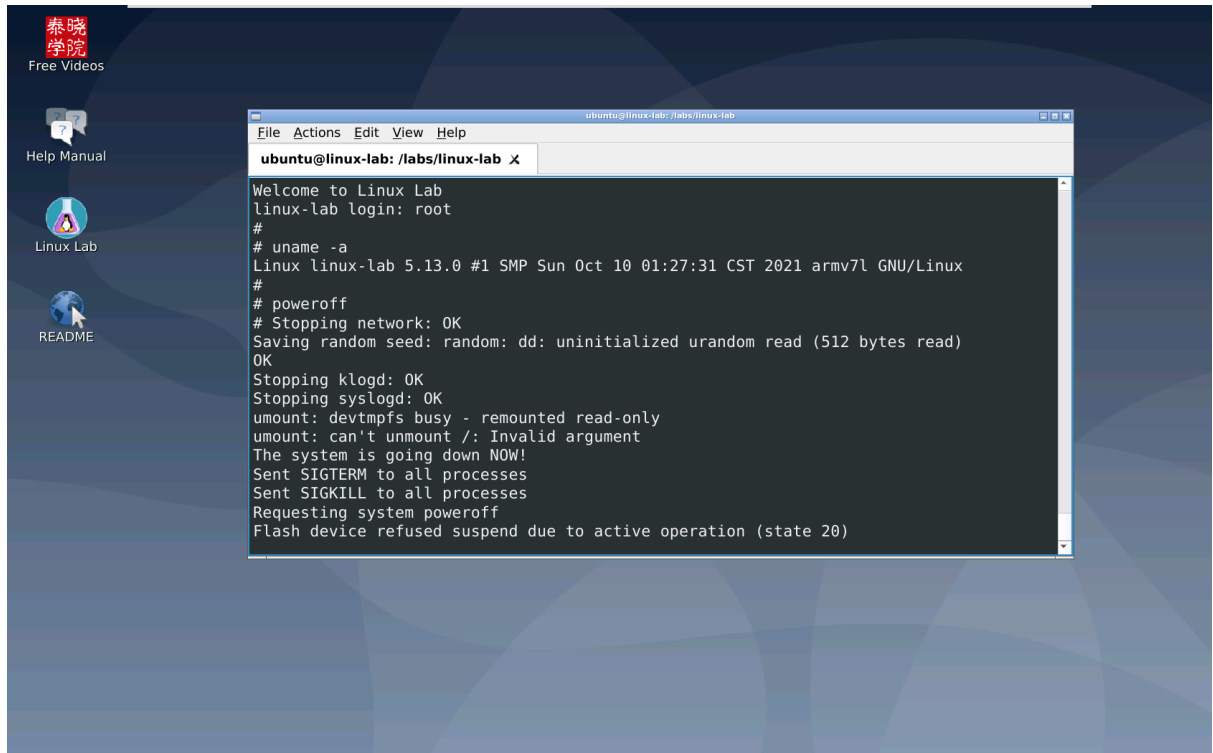 泰晓
学院
Free Videos
Help Manual
Linux Lab
README
ubuntu@linux-lab: /labs/linux-lab
File Actions Edit View Help
ubuntu@linux-lab: /labs/linux-lab
Welcome to Linux Lab
linux-lab login: root
#
# uname -a
Linux linux-lab 5.13.0 #1 SMP Sun Oct 10 01:27:31 CST 2021 armv7l GNU/Linux
#
# poweroff
# Stopping network: OK
Saving random seed: random: dd: uninitialized urandom read (512 bytes read)
OK
Stopping klogd: OK
Stopping syslogd: OK
umount: devtmpfs busy - remounted read-only
umount: can't unmount /: Invalid argument
The system is going down NOW!
Sent SIGTERM to all processes
Sent SIGKILL to all processes
Requesting system poweroff
Flash device refused suspend due to active operation (state 20)